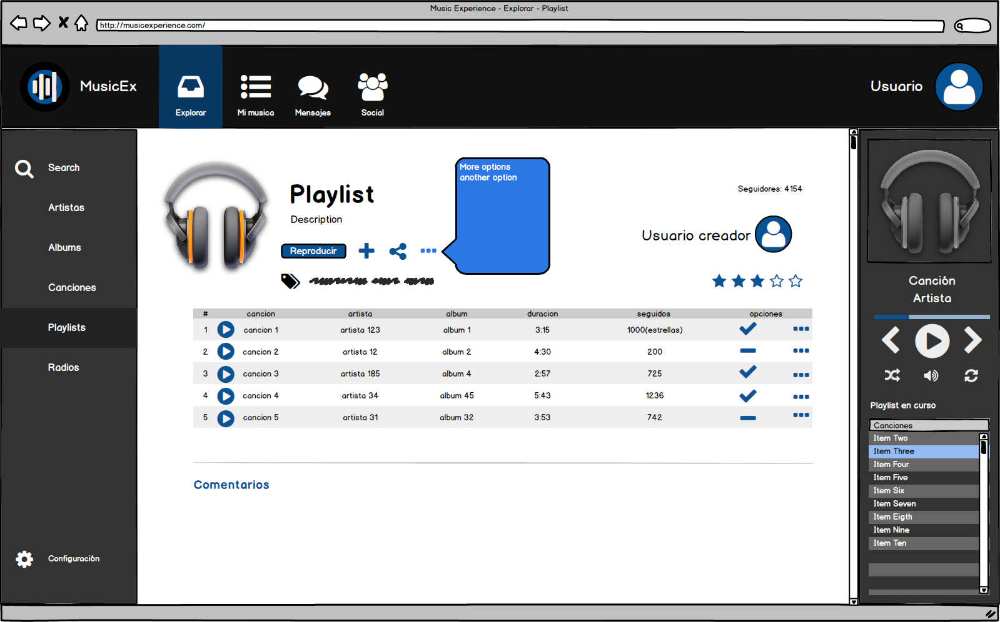 Music Experience - Explorar - Playlist
http://musicexperience.com/
MusicEx
Explorar
Mi musica
Mensajes
Social
Usuario
Search
Artistas
Albums
Canciones
Playlists
Radios
Configuración
Playlist
Description
Reproducir
More options
another option
Seguidores: 4154
Usuario creador
# cancion artista album duracion seguidos opciones
1 cancion 1 artista 123 album 1 3:15 1000(estrellas)
2 cancion 2 artista 12 album 2 4:30 200
3 cancion 3 artista 185 album 4 2:57 725
4 cancion 4 artista 34 album 45 5:43 1236
5 cancion 5 artista 31 album 32 3:53 742
Comentarios
Canción
Artista
Playlist en curso
Canciones
Item Two
Item Three
Item Four
Item Five
Item Six
Item Seven
Item Eigth
Item Nine
Item Ten